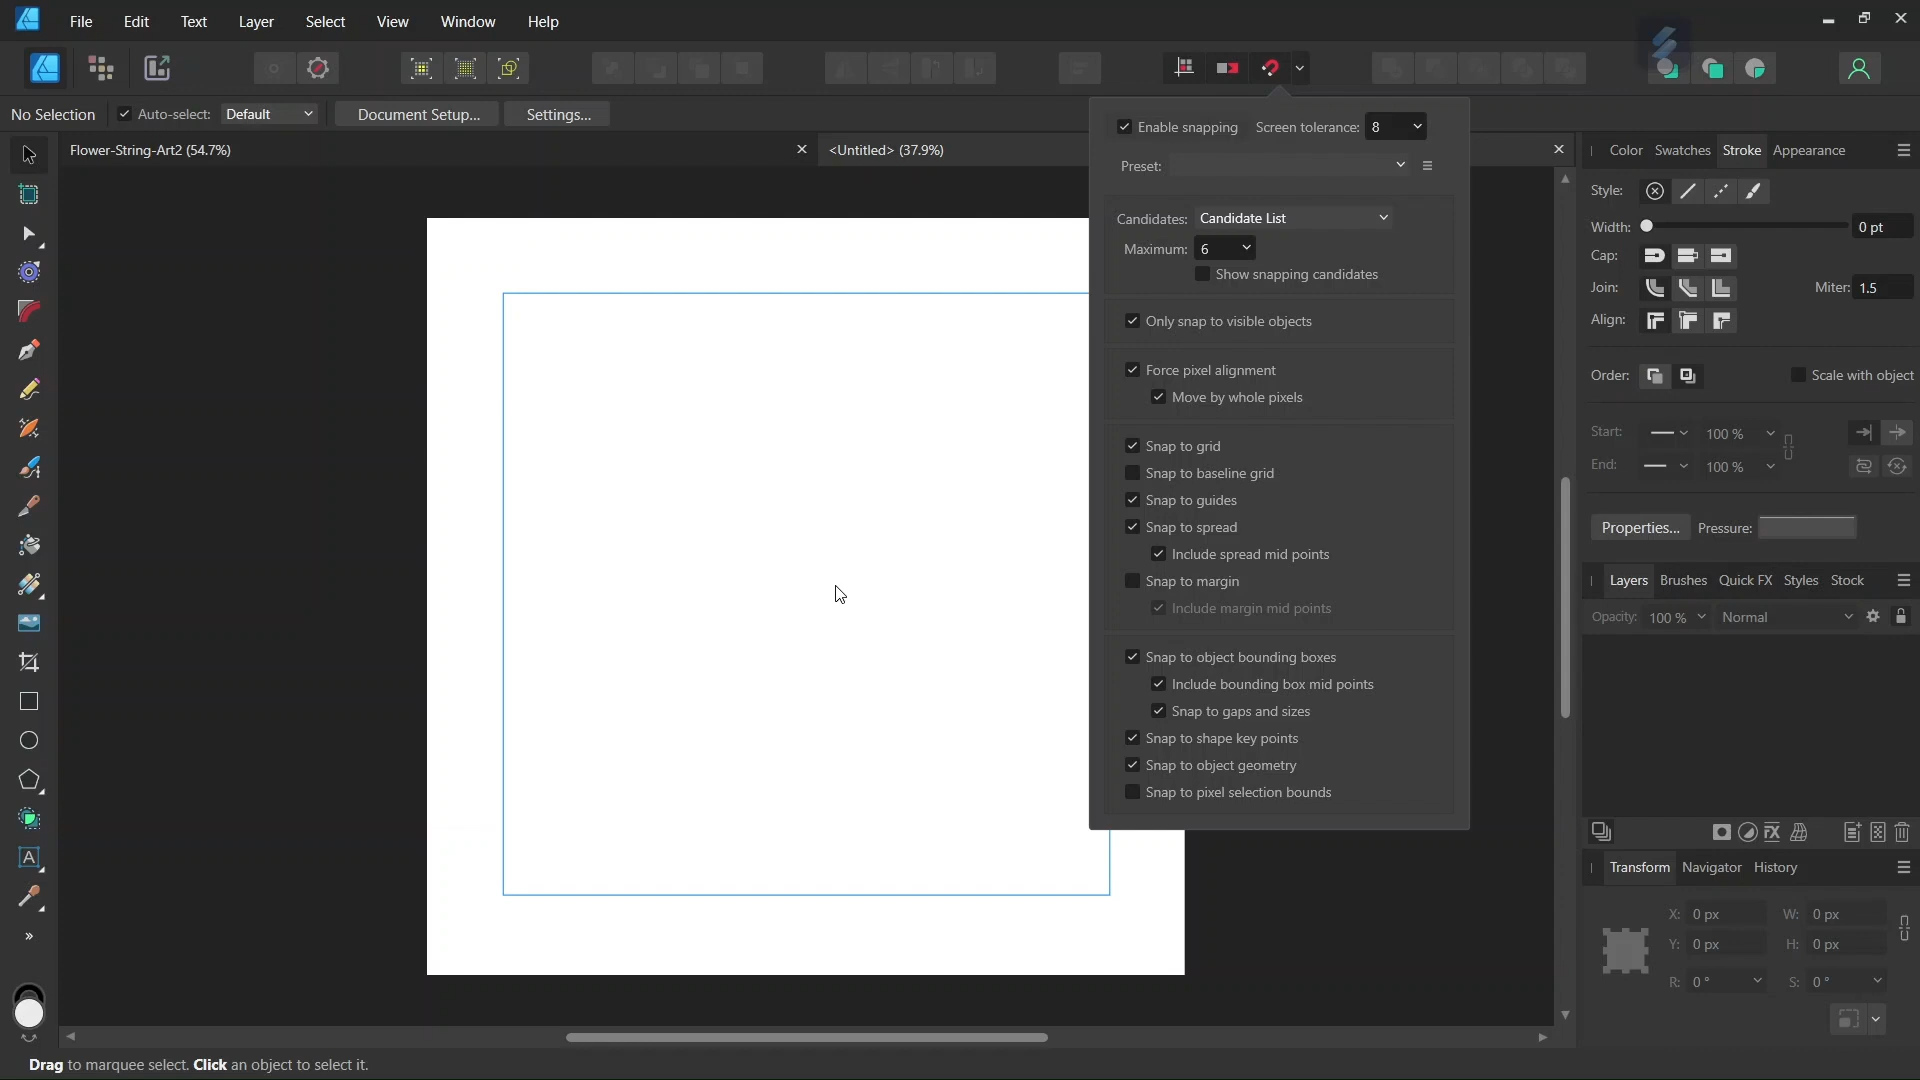 File Edit Text Layer Select View Window Help
No Selection Auto-select: Default Document Setup... Settings...
Flower-String-Art2 (54.7%)
<Untitled> (37.9%)
Enable snapping Screen tolerance: 8
Preset:
Candidates: Candidate List
Maximum: 6
Show snapping candidates
Only snap to visible objects
Force pixel alignment
Move by whole pixels
Snap to grid
Snap to baseline grid
Snap to guides
Snap to spread
Include spread mid points
Snap to margin
Include margin mid points
Snap to object bounding boxes
Include bounding box mid points
Snap to gaps and sizes
Snap to shape key points
Snap to object geometry
Snap to pixel selection bounds
Color Swatches Stroke Appearance
Style:
Width: 0 pt
Cap:
Join: Miter: 1.5
Align:
Order: Scale with object
Start: 100 %
End: 100 %
Properties... Pressure:
Layers Brushes Quick FX Styles Stock
Opacity: 100 % Normal
Transform Navigator History
X: 0 px W: 0 px
Y: 0 px H: 0 px
R: 0 ° S: 0 °
Drag to marquee select. Click an object to select it.